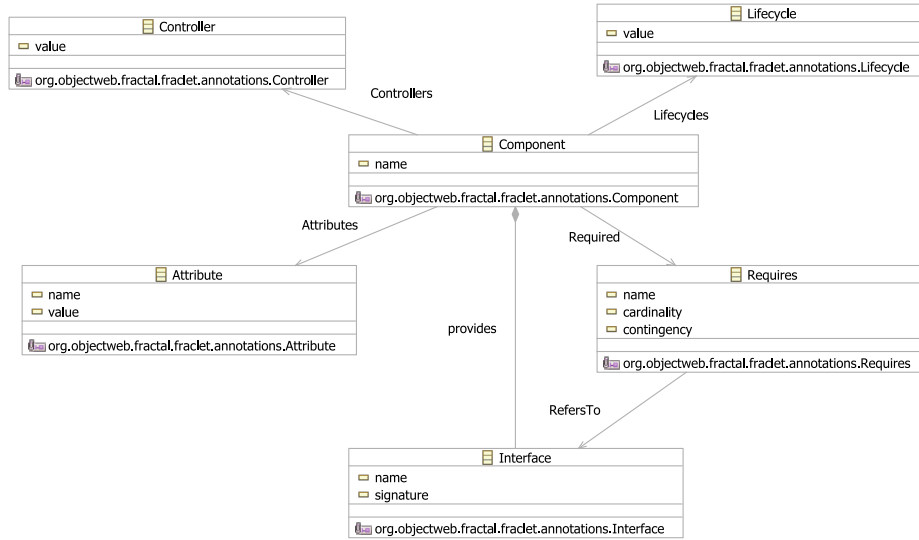 Controller
value
org.objectweb.fractal.fraclet.annotations.Controller
Lifecycle
value
org.objectweb.fractal.fraclet.annotations.Lifecycle
Controllers
Lifecycles
Component
name
org.objectweb.fractal.fraclet.annotations.Component
Attributes
Required
Attribute
name
value
org.objectweb.fractal.fraclet.annotations.Attribute
Requires
name
cardinality
contingency
org.objectweb.fractal.fraclet.annotations.Requires
provides
RefersTo
Interface
name
signature
org.objectweb.fractal.fraclet.annotations.Interface